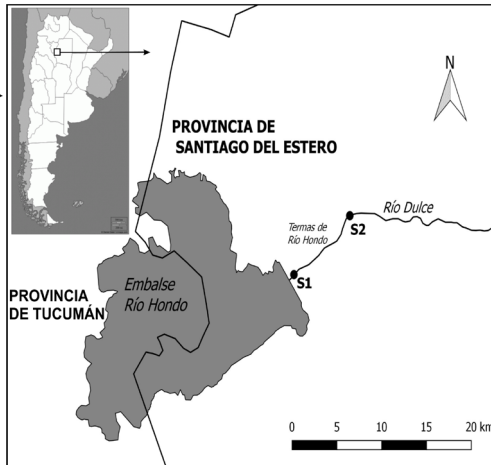 N
PROVINCIA DE
SANTIAGO DEL ESTERO
Río Dulce
S2
Termas de
Río Hondo
S1
Embalse
Río Hondo
PROVINCIA
DE TUCUMÁN
0 5 10 15 20 km